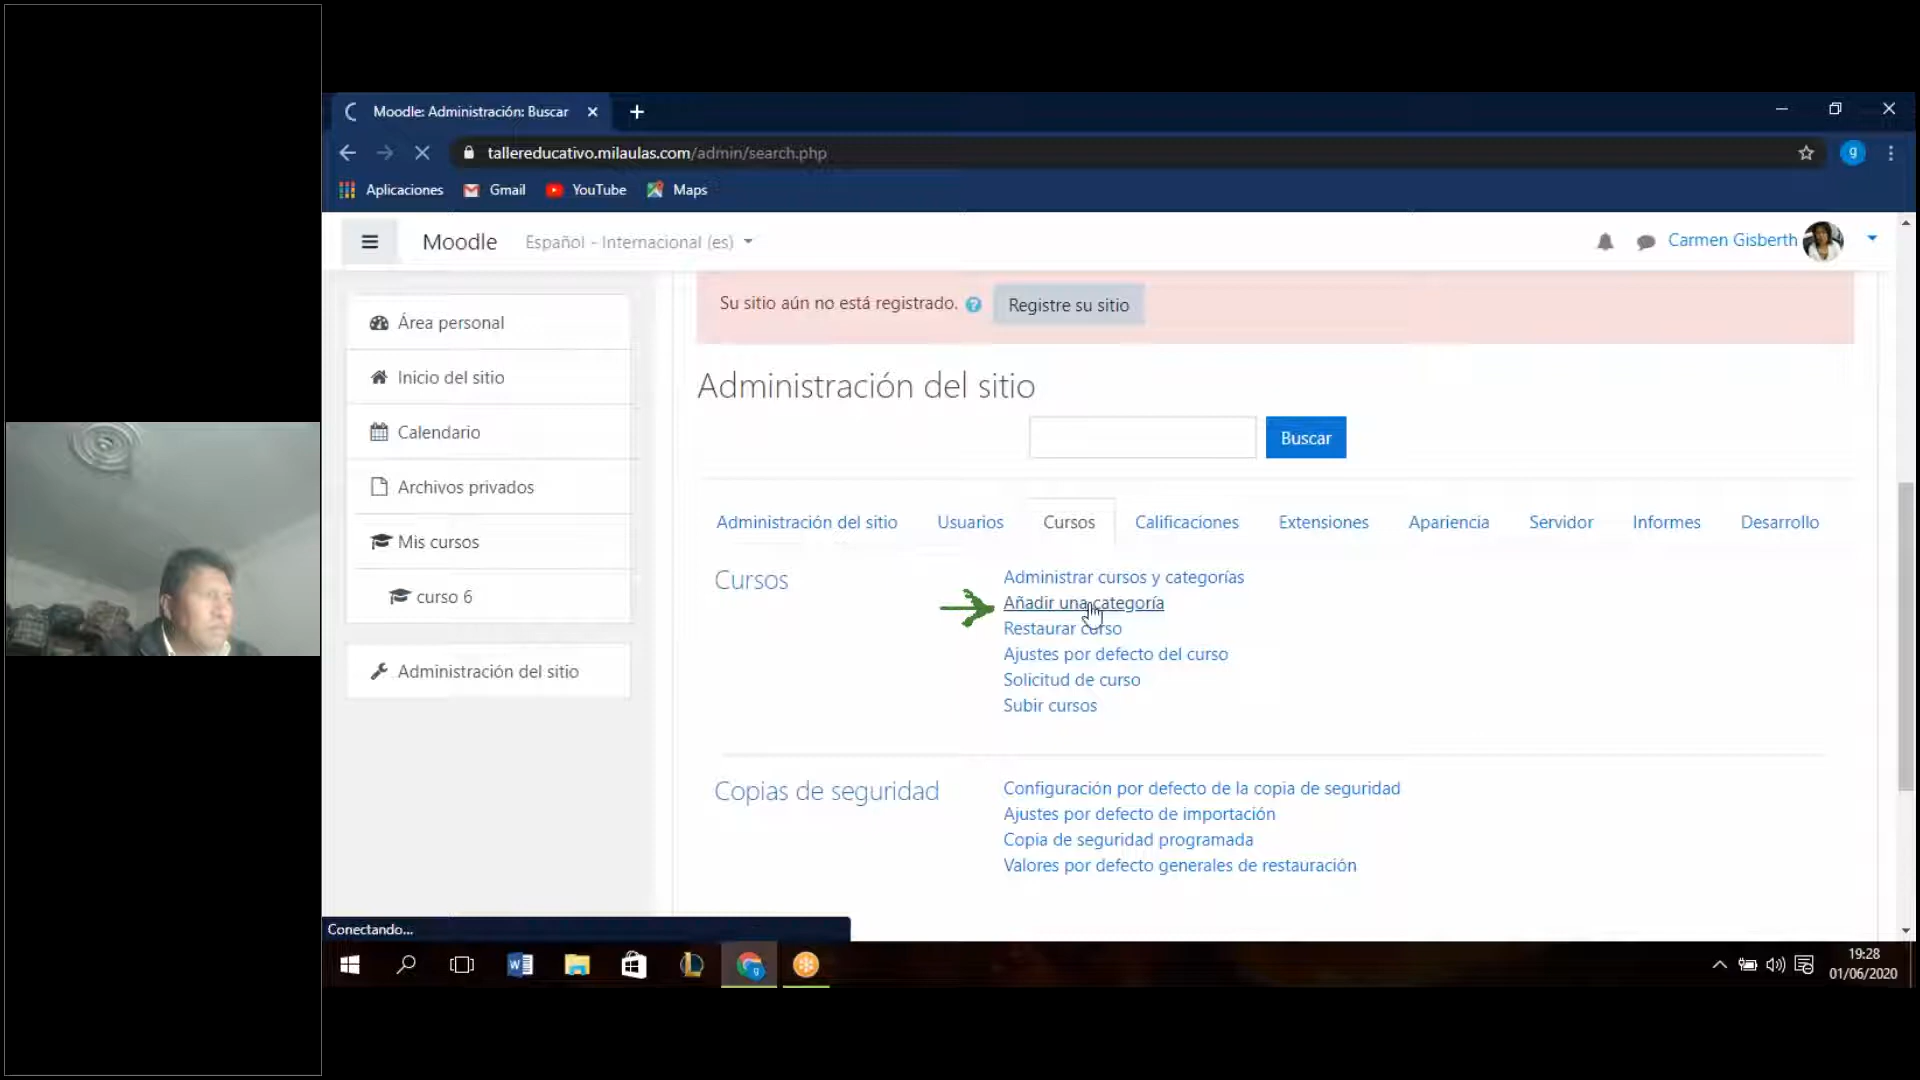 Moodle: Administración: Buscar
tallereducativo.milaulas.com/admin/search.php
g
Aplicaciones Gmail YouTube Maps
Moodle Español - Internacional (es) Carmen Gisberth
Su sitio aún no está registrado. ? Registre su sitio
Área personal
Inicio del sitio
Calendario
Archivos privados
Mis cursos
curso 6
Administración del sitio
Administración del sitio
Buscar
Administración del sitio Usuarios Cursos Calificaciones Extensiones Apariencia Servidor Informes Desarrollo
Cursos
Administrar cursos y categorías
Añadir una categoría
Restaurar curso
Ajustes por defecto del curso
Solicitud de curso
Subir cursos
Copias de seguridad
Configuración por defecto de la copia de seguridad
Ajustes por defecto de importación
Copia de seguridad programada
Valores por defecto generales de restauración
Conectando...
19:28
01/06/2020